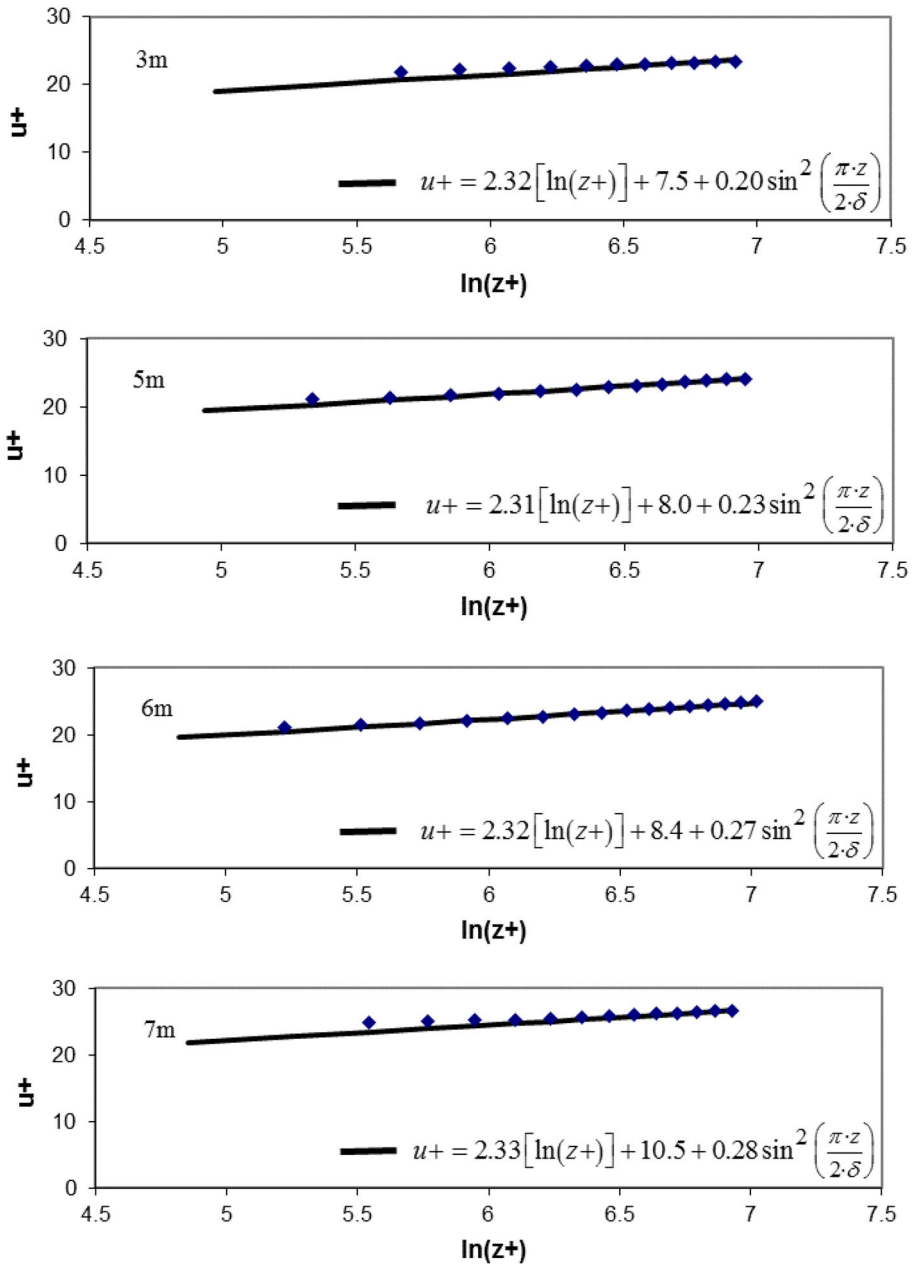 30
3m
20
u+
10
u+ = 2.32[ln(z+)] + 7.5 + 0.20 sin² (π·z / 2·δ)
0
4.5 5 5.5 6 6.5 7 7.5
ln(z+)
30
5m
20
u+
10
u+ = 2.31[ln(z+)] + 8.0 + 0.23 sin² (π·z / 2·δ)
0
4.5 5 5.5 6 6.5 7 7.5
ln(z+)
30
6m
20
u+
10
u+ = 2.32[ln(z+)] + 8.4 + 0.27 sin² (π·z / 2·δ)
0
4.5 5 5.5 6 6.5 7 7.5
ln(z+)
30
7m
20
u+
10
u+ = 2.33[ln(z+)] + 10.5 + 0.28 sin² (π·z / 2·δ)
0
4.5 5 5.5 6 6.5 7 7.5
ln(z+)